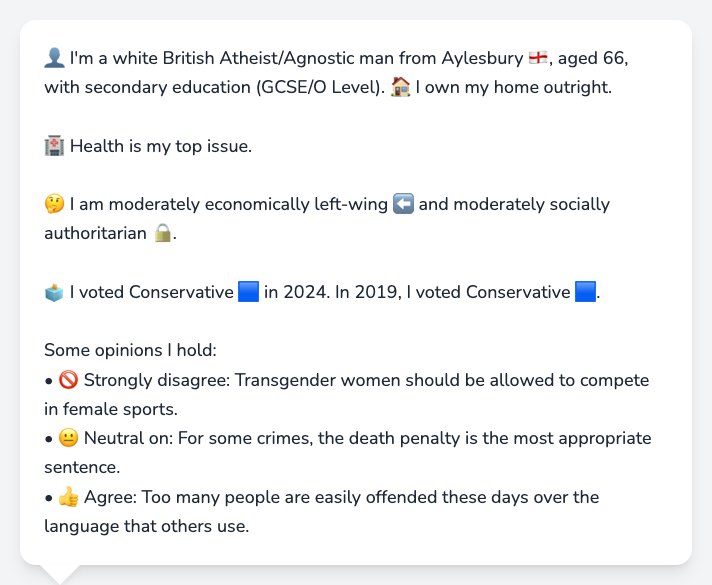 👤 I'm a white British Atheist/Agnostic man from Aylesbury 🏴󠁧󠁢󠁥󠁮󠁧󠁿, aged 66,
with secondary education (GCSE/O Level). 🏠 I own my home outright.
🏥 Health is my top issue.
🤔 I am moderately economically left-wing ⬅️ and moderately socially
authoritarian 🔒.
🗳️ I voted Conservative 🟦 in 2024. In 2019, I voted Conservative 🟦.
Some opinions I hold:
• 🚫 Strongly disagree: Transgender women should be allowed to compete
in female sports.
• 😐 Neutral on: For some crimes, the death penalty is the most appropriate
sentence.
• 👍 Agree: Too many people are easily offended these days over the
language that others use.